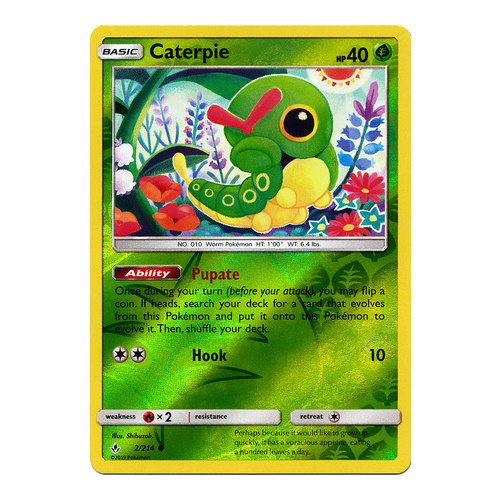 BASIC Caterpie HP40
NO. 010 Worm Pokémon HT: 1'00" WT: 6.4 lbs.
Ability Pupate
Once during your turn (before your attack), you may flip a
coin. If heads, search your deck for a card that evolves
from this Pokémon and put it onto this Pokémon to
evolve it. Then, shuffle your deck.
Hook 10
weakness ×2 resistance retreat
Illus. Shibuzoh.
2/214
©2019 Pokémon
Perhaps because it would like to grow up
quickly, it has a voracious appetite, eating
a hundred leaves a day.